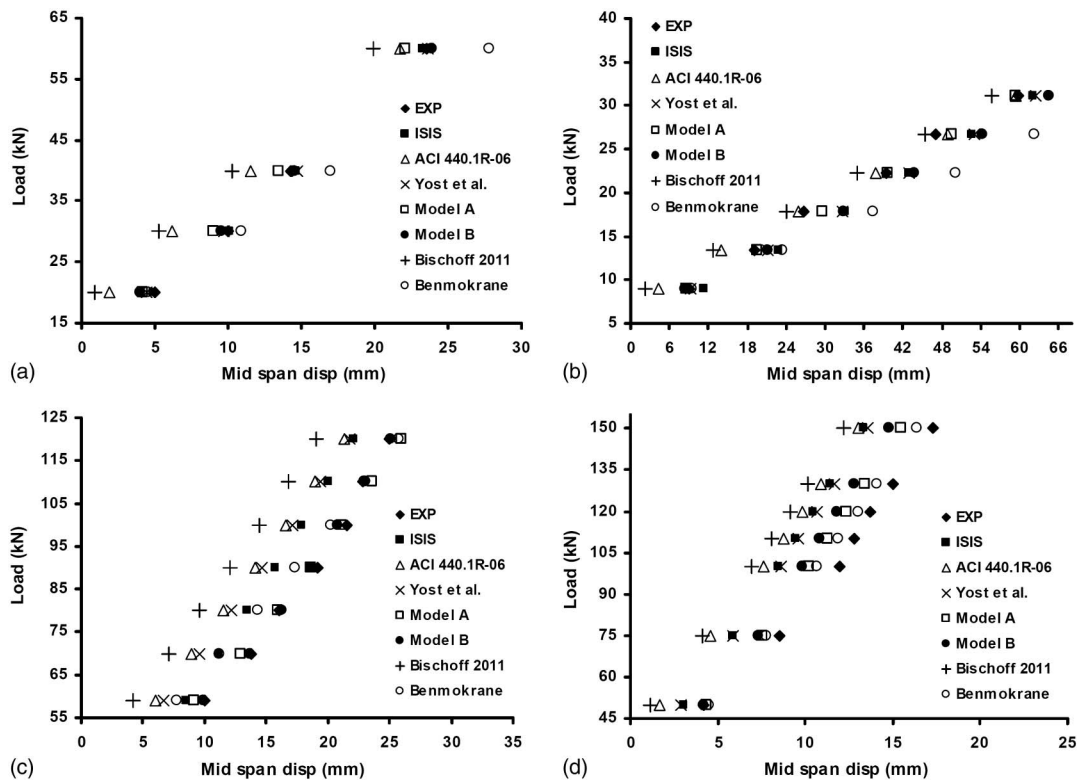 65
55
45
35
25
15
Load (kN)
0
5
10
15
20
25
30
Mid span disp (mm)
(a)
EXP
ISIS
ACI 440.1R-06
Yost et al.
Model A
Model B
Bischoff 2011
Benmokrane
40
35
30
25
20
15
10
5
Load (kN)
0
6
12
18
24
30
36
42
48
54
60
66
Mid span disp (mm)
(b)
EXP
ISIS
ACI 440.1R-06
Yost et al.
Model A
Model B
Bischoff 2011
Benmokrane
125
115
105
95
85
75
65
55
Load (kN)
0
5
10
15
20
25
30
35
Mid span disp (mm)
(c)
EXP
ISIS
ACI 440.1R-06
Yost et al.
Model A
Model B
Bischoff 2011
Benmokrane
150
135
120
105
90
75
60
45
Load (kN)
0
5
10
15
20
25
Mid span disp (mm)
(d)
EXP
ISIS
ACI 440.1R-06
Yost et al.
Model A
Model B
Bischoff 2011
Benmokrane